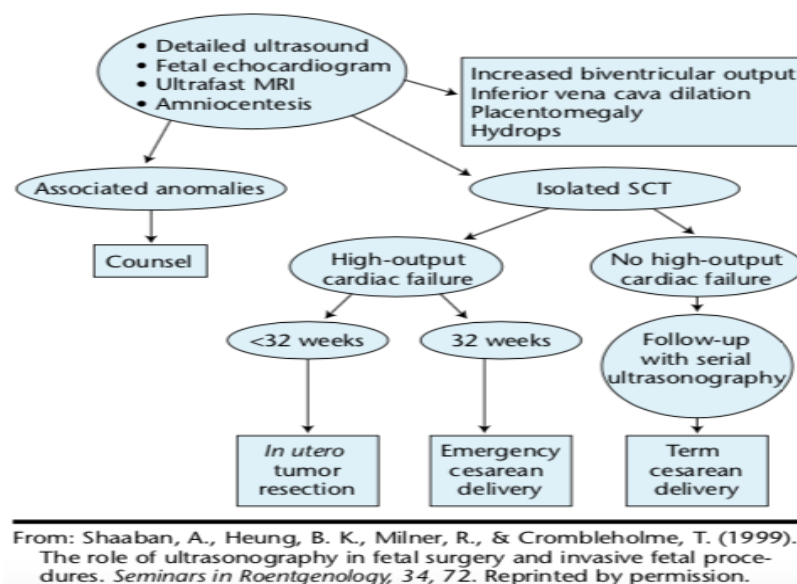 • Detailed ultrasound
• Fetal echocardiogram
• Ultrafast MRI
• Amniocentesis
Increased biventricular output
Inferior vena cava dilation
Placentomegaly
Hydrops
Associated anomalies
Isolated SCT
Counsel
High-output
cardiac failure
No high-output
cardiac failure
<32 weeks
32 weeks
Follow-up
with serial
ultrasonography
In utero
tumor
resection
Emergency
cesarean
delivery
Term
cesarean
delivery
From: Shaaban, A., Heung, B. K., Milner, R., & Crombleholme, T. (1999).
The role of ultrasonography in fetal surgery and invasive fetal proce-
dures. Seminars in Roentgenology, 34, 72. Reprinted by permission.